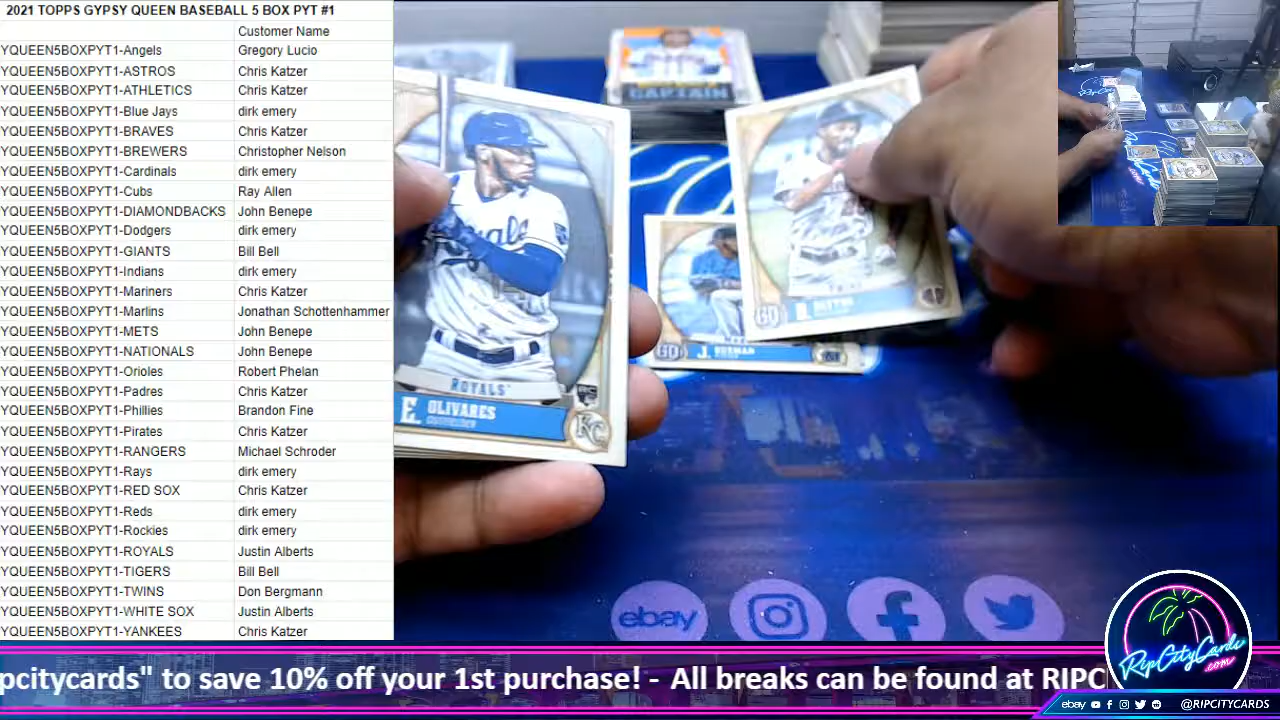 2021 TOPPS GYPSY QUEEN BASEBALL 5 BOX PYT #1
Customer Name
YQUEEN5BOXPYT1-Angels Gregory Lucio
YQUEEN5BOXPYT1-ASTROS Chris Katzer
YQUEEN5BOXPYT1-ATHLETICS Chris Katzer
YQUEEN5BOXPYT1-Blue Jays dirk emery
YQUEEN5BOXPYT1-BRAVES Chris Katzer
YQUEEN5BOXPYT1-BREWERS Christopher Nelson
YQUEEN5BOXPYT1-Cardinals dirk emery
YQUEEN5BOXPYT1-Cubs Ray Allen
YQUEEN5BOXPYT1-DIAMONDBACKS John Benepe
YQUEEN5BOXPYT1-Dodgers dirk emery
YQUEEN5BOXPYT1-GIANTS Bill Bell
YQUEEN5BOXPYT1-Indians dirk emery
YQUEEN5BOXPYT1-Mariners Chris Katzer
YQUEEN5BOXPYT1-Marlins Jonathan Schottenhammer
YQUEEN5BOXPYT1-METS John Benepe
YQUEEN5BOXPYT1-NATIONALS John Benepe
YQUEEN5BOXPYT1-Orioles Robert Phelan
YQUEEN5BOXPYT1-Padres Chris Katzer
YQUEEN5BOXPYT1-Phillies Brandon Fine
YQUEEN5BOXPYT1-Pirates Chris Katzer
YQUEEN5BOXPYT1-RANGERS Michael Schroder
YQUEEN5BOXPYT1-Rays dirk emery
YQUEEN5BOXPYT1-RED SOX Chris Katzer
YQUEEN5BOXPYT1-Reds dirk emery
YQUEEN5BOXPYT1-Rockies dirk emery
YQUEEN5BOXPYT1-ROYALS Justin Alberts
YQUEEN5BOXPYT1-TIGERS Bill Bell
YQUEEN5BOXPYT1-TWINS Don Bergmann
YQUEEN5BOXPYT1-WHITE SOX Justin Alberts
YQUEEN5BOXPYT1-YANKEES Chris Katzer
CAPTAIN
ROYALS
E. OLIVARES
OUTFIELDER
KC
GQ
GQ J.
ebay
RipCityCards
.com
pcitycards" to save 10% off your 1st purchase! - All breaks can be found at RIPC
ebay @RIPCITYCARDS